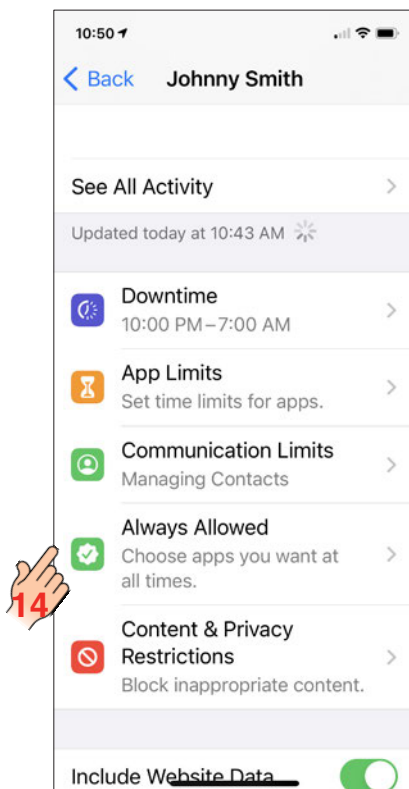 10:50
Back Johnny Smith
See All Activity
Updated today at 10:43 AM
Downtime
10:00 PM–7:00 AM
App Limits
Set time limits for apps.
Communication Limits
Managing Contacts
Always Allowed
Choose apps you want at
all times.
14
Content & Privacy
Restrictions
Block inappropriate content.
Include Website Data